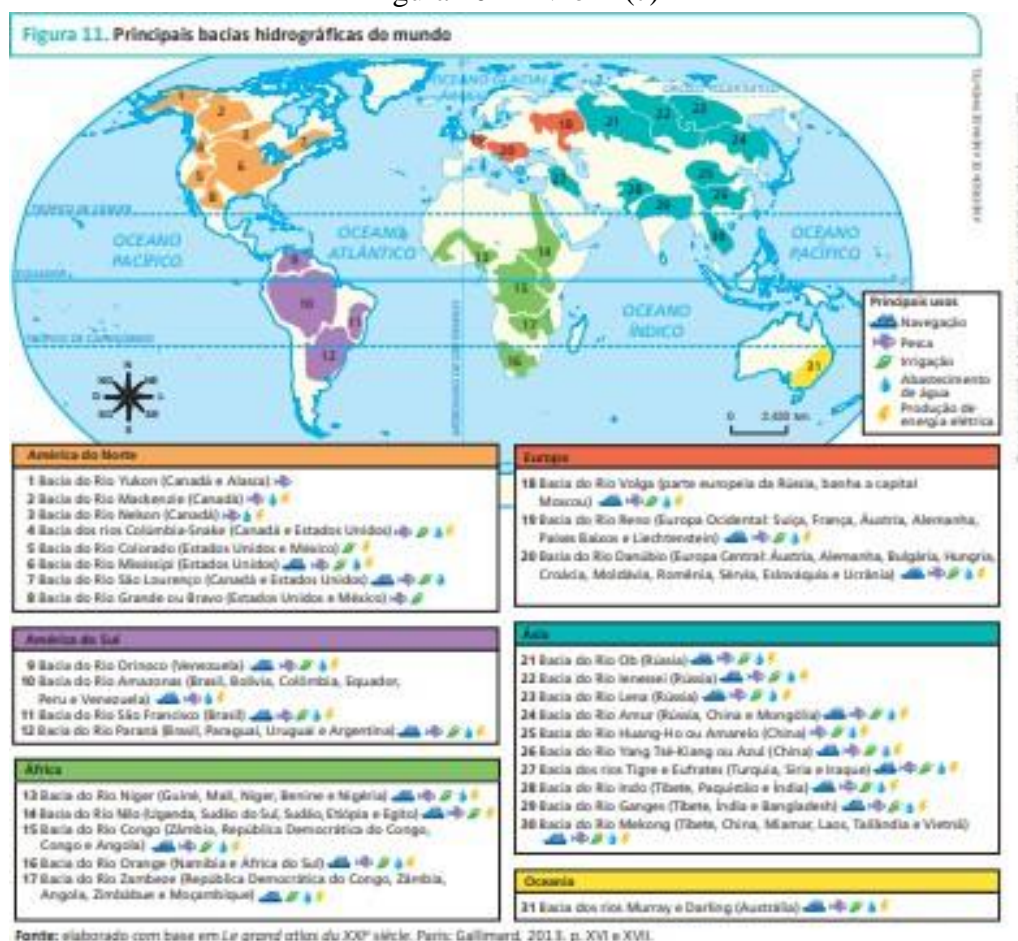 Figura 11. Principais bacias hidrográficas do mundo
OCEANO GLACIAL
CÍRCULO POLAR ÁRTICO
TRÓPICO DE CÂNCER
OCEANO
PACÍFICO
OCEANO
ATLÂNTICO
OCEANO
PACÍFICO
EQUADOR
OCEANO
ÍNDICO
TRÓPICO DE CAPRICÓRNIO
0 2.400 km
Principais usos
Navegação
Pesca
Irrigação
Abastecimento
de água
Produção de
energia elétrica
América do Norte
1 Bacia do Rio Yukon (Canadá e Alasca)
2 Bacia do Rio Mackenzie (Canadá)
3 Bacia do Rio Nelson (Canadá)
4 Bacia dos rios Colúmbia-Snake (Canadá e Estados Unidos)
5 Bacia do Rio Colorado (Estados Unidos e México)
6 Bacia do Rio Mississípi (Estados Unidos)
7 Bacia do Rio São Lourenço (Canadá e Estados Unidos)
8 Bacia do Rio Grande ou Bravo (Estados Unidos e México)
América do Sul
9 Bacia do Rio Orinoco (Venezuela)
10 Bacia do Rio Amazonas (Brasil, Bolívia, Colômbia, Equador,
Peru e Venezuela)
11 Bacia do Rio São Francisco (Brasil)
12 Bacia do Rio Paraná (Brasil, Paraguai, Uruguai e Argentina)
África
13 Bacia do Rio Níger (Guiné, Mali, Níger, Benine e Nigéria)
14 Bacia do Rio Nilo (Uganda, Sudão do Sul, Sudão, Etiópia e Egito)
15 Bacia do Rio Congo (Zâmbia, República Democrática do Congo,
Congo e Angola)
16 Bacia do Rio Orange (Namíbia e África do Sul)
17 Bacia do Rio Zambeze (República Democrática do Congo, Zâmbia,
Angola, Zimbábue e Moçambique)
Europa
18 Bacia do Rio Volga (parte europeia da Rússia, banha a capital
Moscou)
19 Bacia do Rio Reno (Europa Ocidental: Suíça, França, Áustria, Alemanha,
Países Baixos e Liechtenstein)
20 Bacia do Rio Danúbio (Europa Central: Áustria, Alemanha, Bulgária, Hungria,
Croácia, Moldávia, Romênia, Sérvia, Eslováquia e Ucrânia)
Ásia
21 Bacia do Rio Ob (Rússia)
22 Bacia do Rio Ienessei (Rússia)
23 Bacia do Rio Lena (Rússia)
24 Bacia do Rio Amur (Rússia, China e Mongólia)
25 Bacia do Rio Huang-Ho ou Amarelo (China)
26 Bacia do Rio Yang Tsé-Kiang ou Azul (China)
27 Bacia dos rios Tigre e Eufrates (Turquia, Síria e Iraque)
28 Bacia do Rio Indo (Tibete, Paquistão e Índia)
29 Bacia do Rio Ganges (Tibete, Índia e Bangladesh)
30 Bacia do Rio Mekong (Tibete, China, Miamar, Laos, Tailândia e Vietnã)
Oceania
31 Bacia dos rios Murray e Darling (Austrália)
Fonte: elaborado com base em Le grand atlas du XXIe siècle. Paris: Gallimard, 2013. p. XVI e XVII.